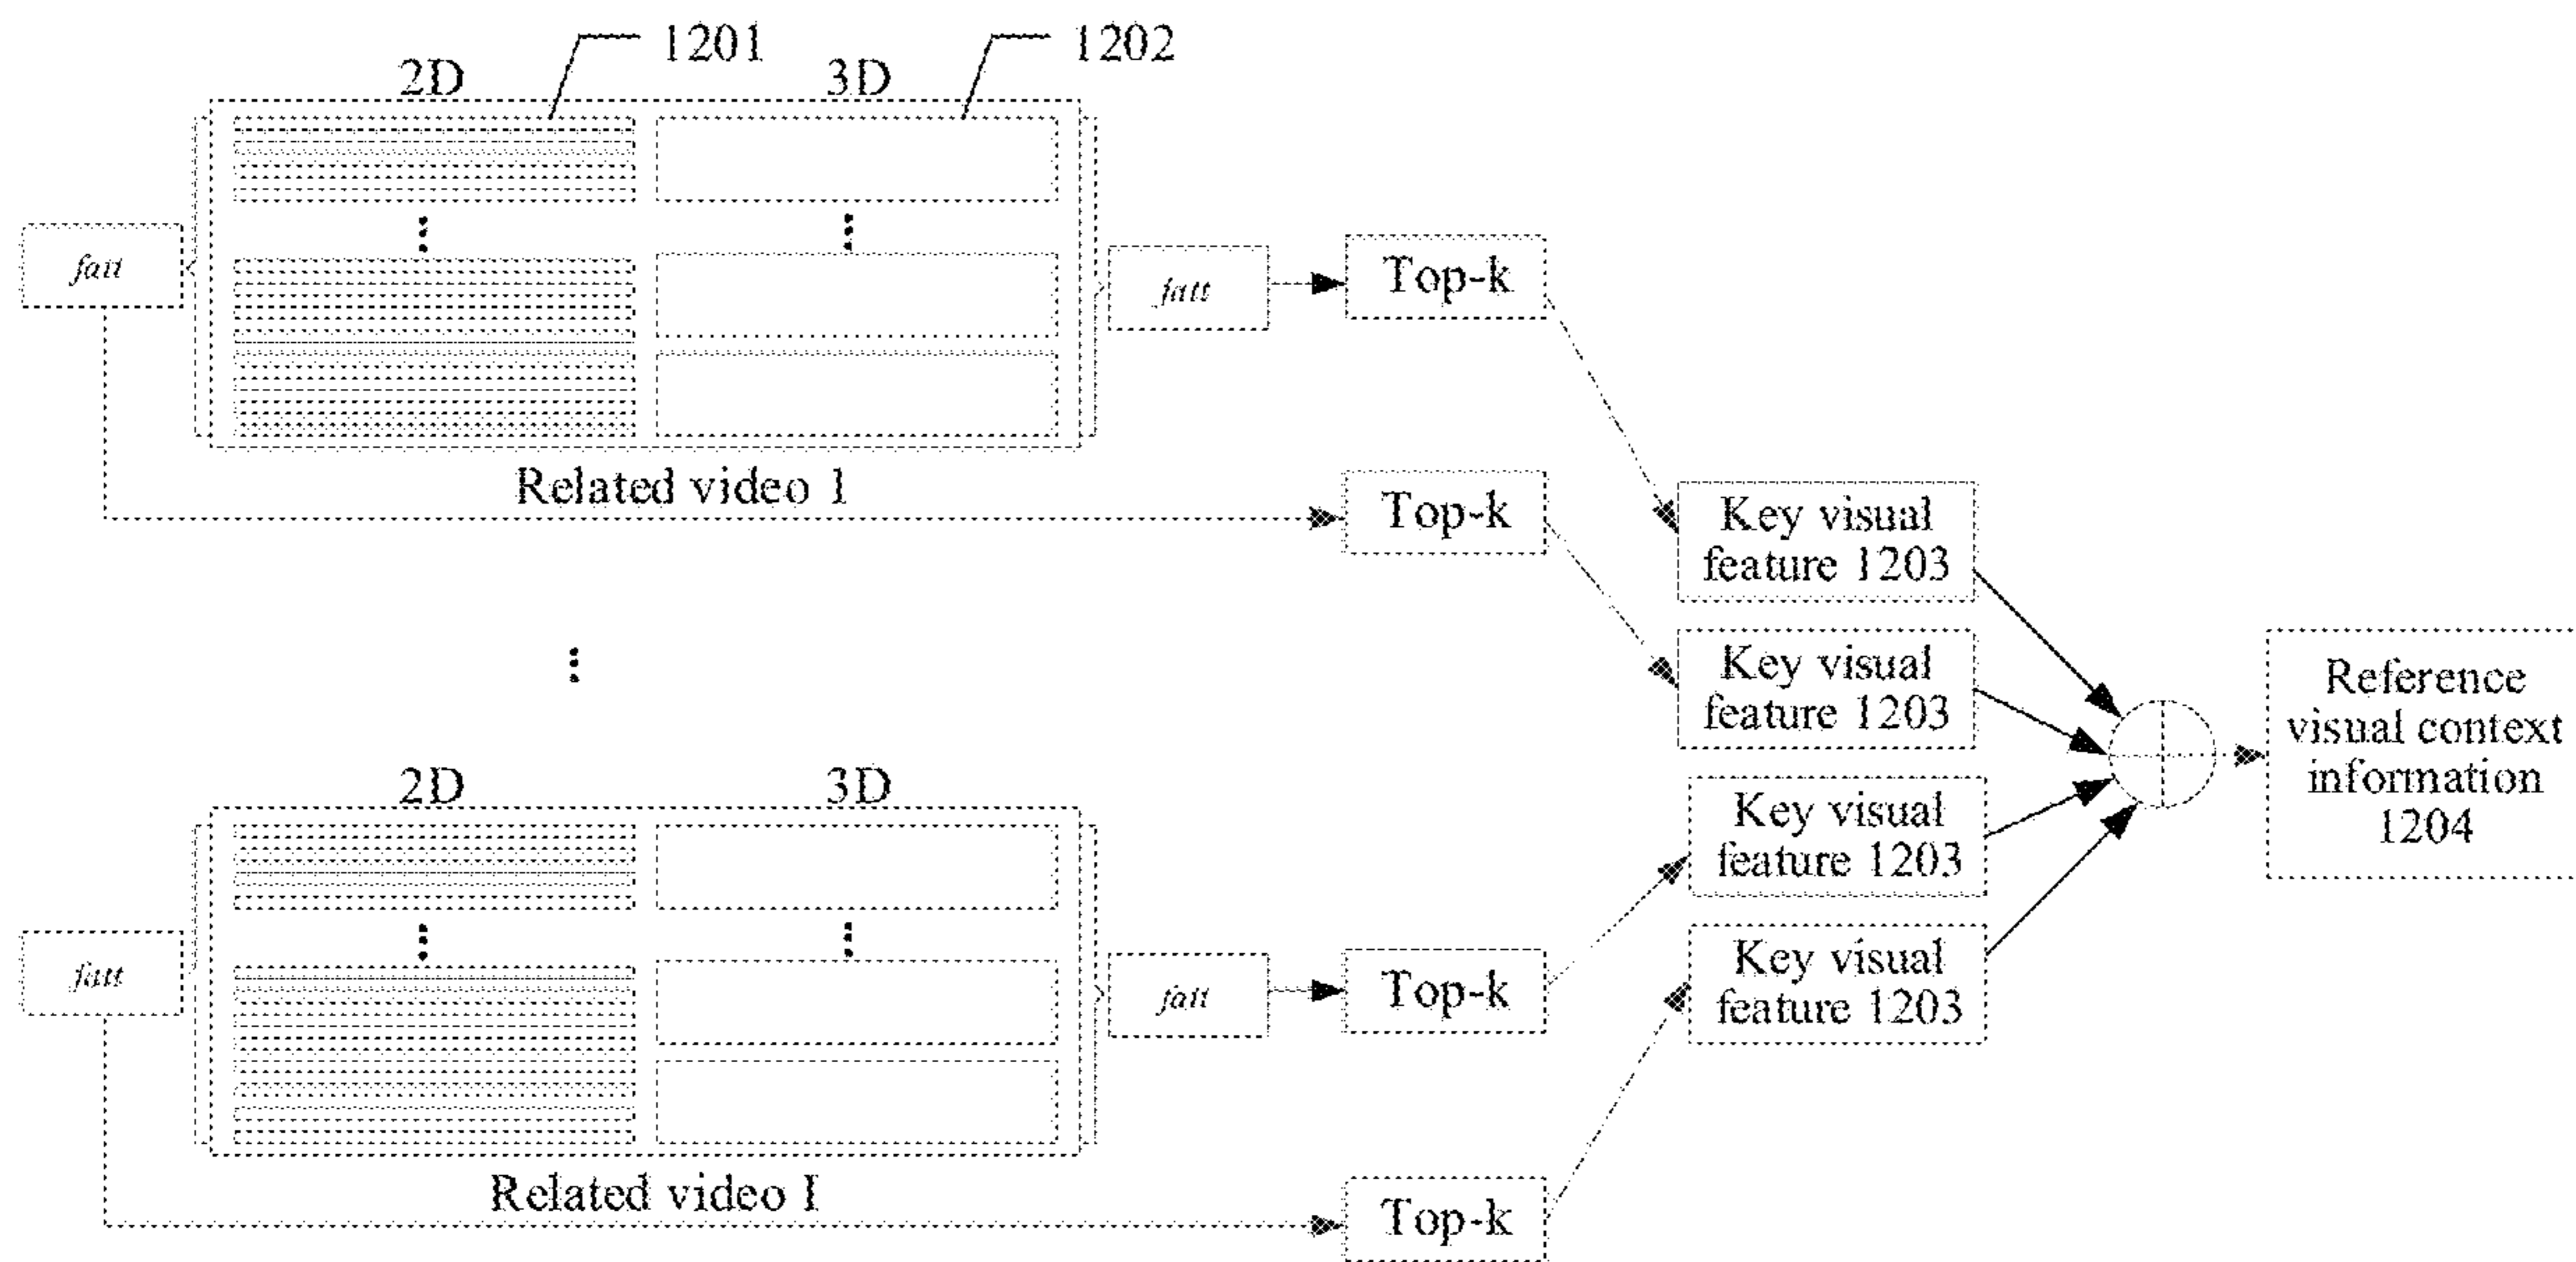 1201
1202
2D
3D
fatt
fatt
Top-k
Related video 1
Top-k
Key visual
feature 1203
Key visual
feature 1203
Reference
visual context
information
1204
2D
3D
Key visual
feature 1203
fatt
fatt
Top-k
Key visual
feature 1203
Related video I
Top-k